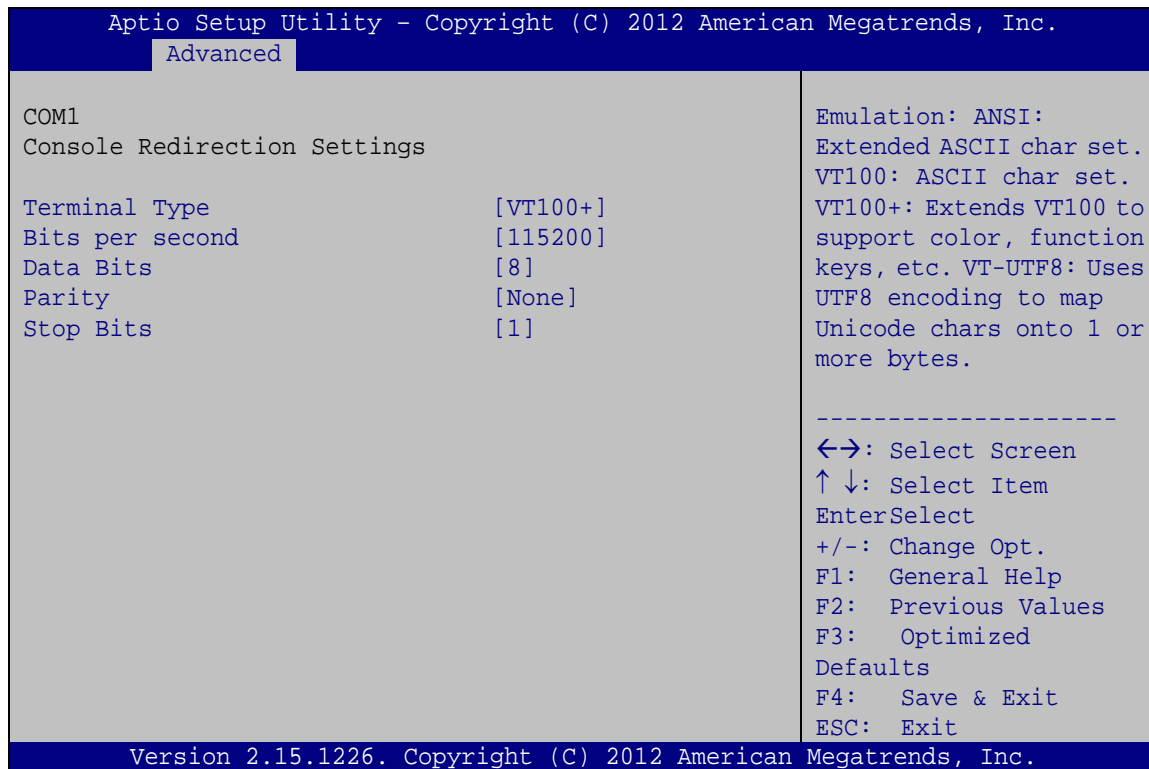 Aptio Setup Utility – Copyright (C) 2012 American Megatrends, Inc.
Advanced
COM1
Console Redirection Settings
Terminal Type [VT100+]
Bits per second [115200]
Data Bits [8]
Parity [None]
Stop Bits [1]
Emulation: ANSI:
Extended ASCII char set.
VT100: ASCII char set.
VT100+: Extends VT100 to
support color, function
keys, etc. VT-UTF8: Uses
UTF8 encoding to map
Unicode chars onto 1 or
more bytes.
---------------------
←→: Select Screen
↑ ↓: Select Item
EnterSelect
+/-: Change Opt.
F1: General Help
F2: Previous Values
F3: Optimized
Defaults
F4: Save & Exit
ESC: Exit
Version 2.15.1226. Copyright (C) 2012 American Megatrends, Inc.